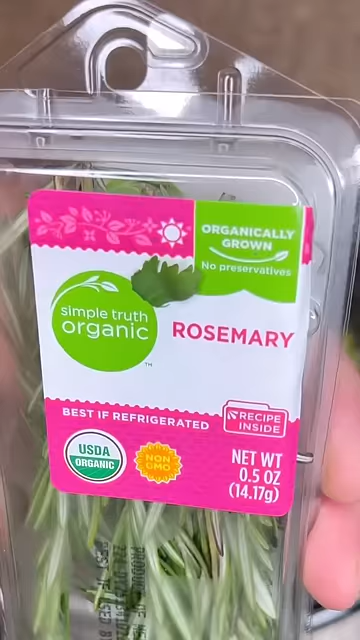 ORGANICALLY
GROWN
No preservatives
simple truth
organic™
ROSEMARY
BEST IF REFRIGERATED
RECIPE
INSIDE
USDA
ORGANIC
NON
GMO
NET WT
0.5 OZ
(14.17g)